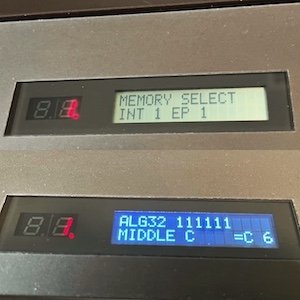 1.
MEMORY SELECT
INT 1 EP 1
1.
ALG32 111111
MIDDLE C =C 6